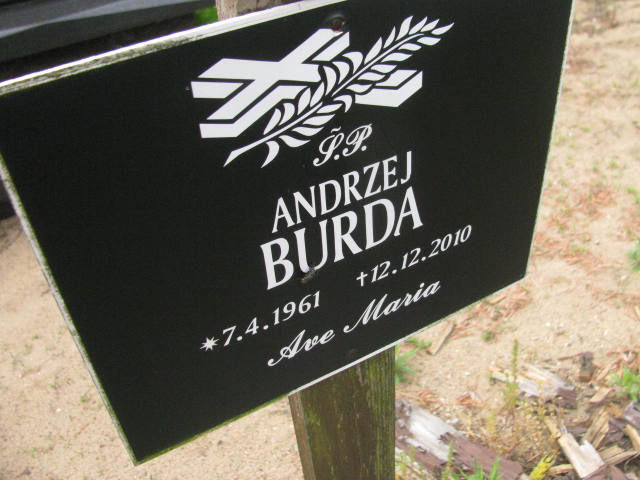 Ś.P.
ANDRZEJ
BURDA
*7.4.1961 †12.12.2010
Ave Maria